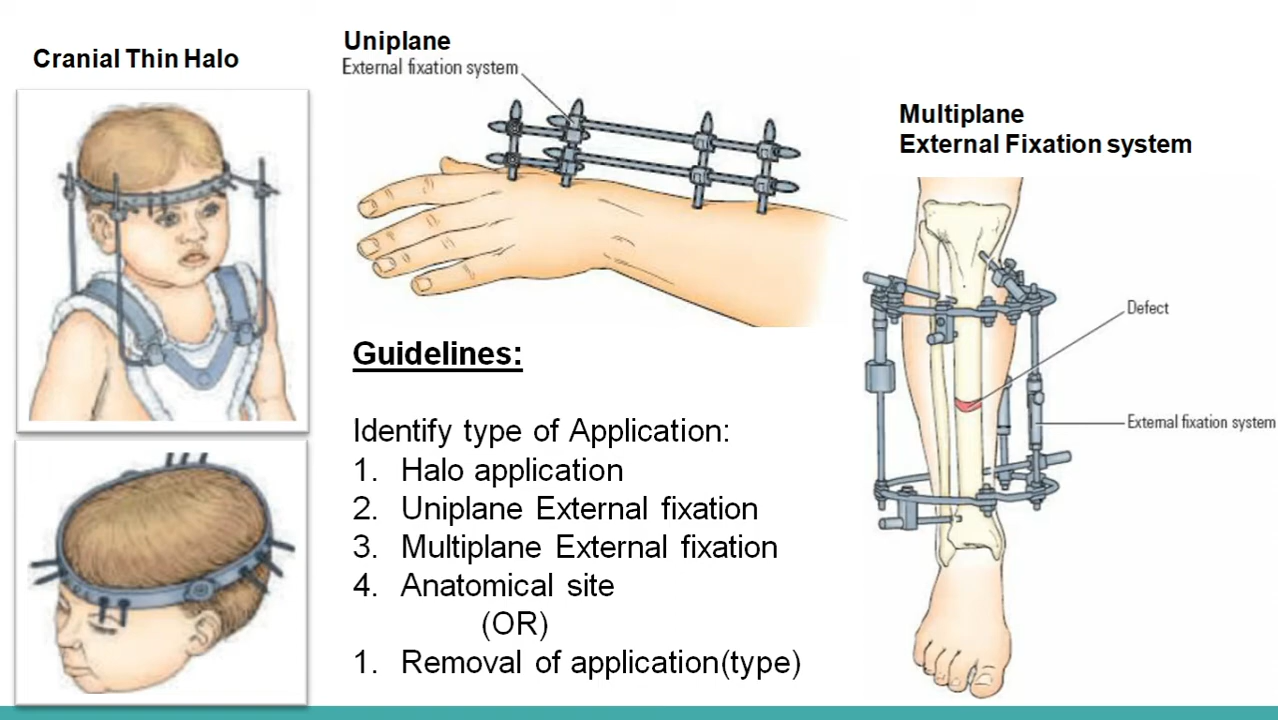 Cranial Thin Halo
Uniplane
External fixation system
Multiplane
External Fixation system
Defect
External fixation system
Guidelines:
Identify type of Application:
1. Halo application
2. Uniplane External fixation
3. Multiplane External fixation
4. Anatomical site
(OR)
1. Removal of application(type)